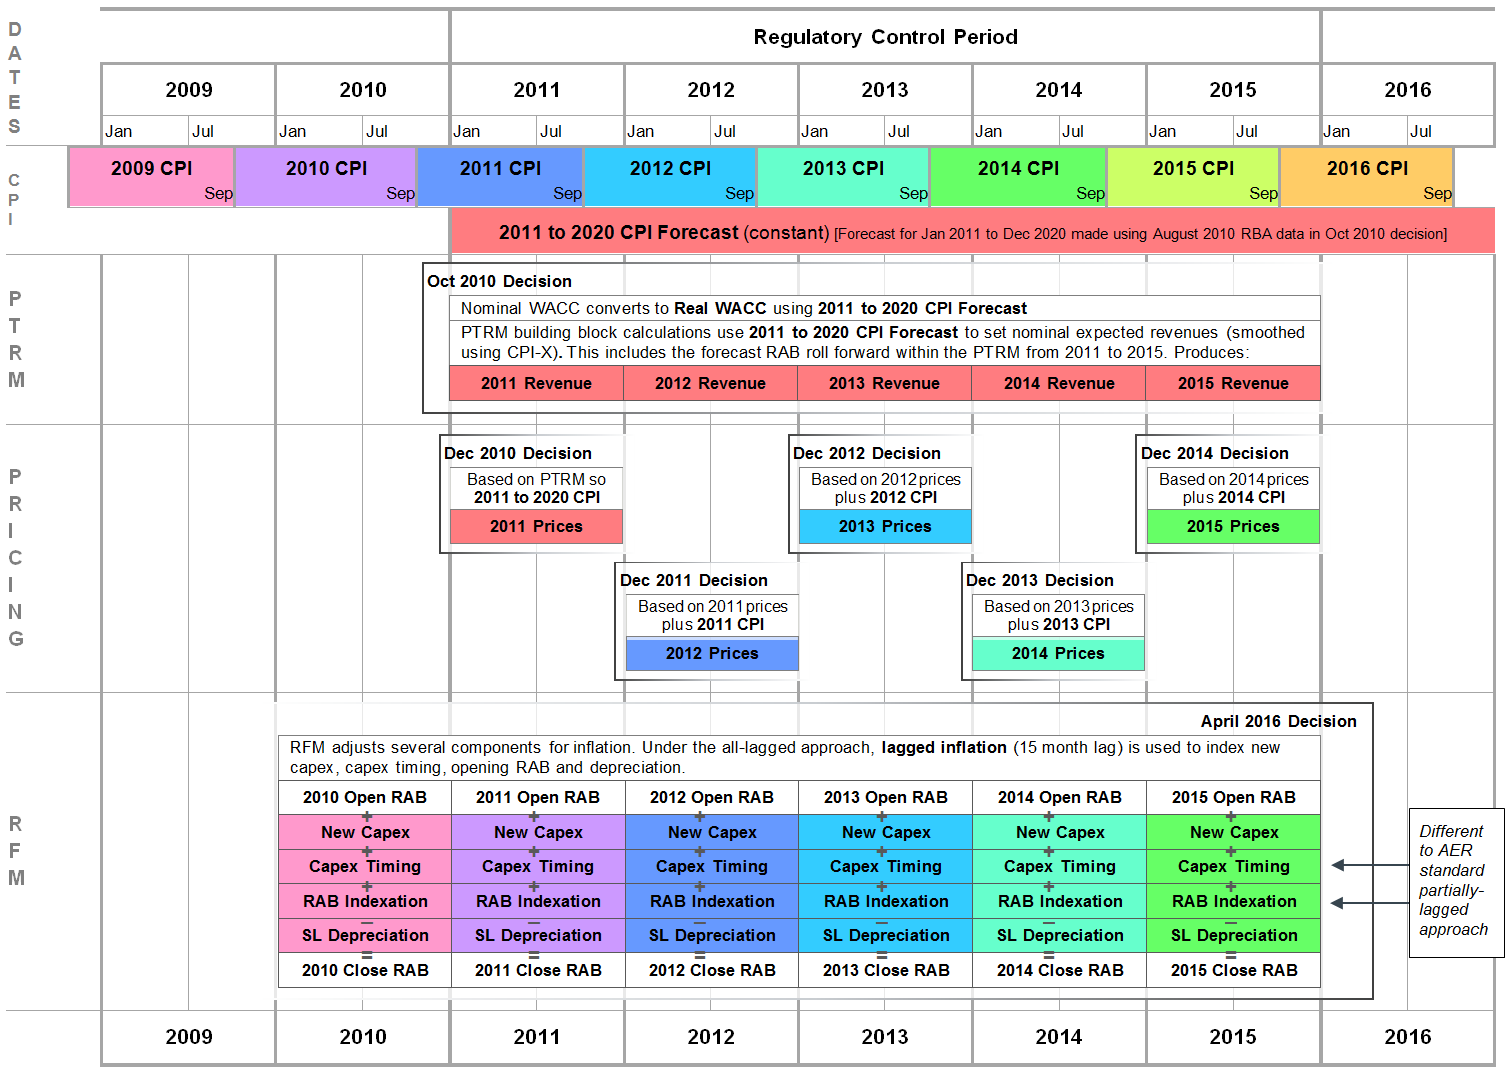 DATES
Regulatory Control Period
2009 2010 2011 2012 2013 2014 2015 2016
Jan Jul Jan Jul Jan Jul Jan Jul Jan Jul Jan Jul Jan Jul Jan Jul
CPI
2009 CPI 2010 CPI 2011 CPI 2012 CPI 2013 CPI 2014 CPI 2015 CPI 2016 CPI
Sep Sep Sep Sep Sep Sep Sep Sep
2011 to 2020 CPI Forecast (constant) [Forecast for Jan 2011 to Dec 2020 made using August 2010 RBA data in Oct 2010 decision]
PTRM
Oct 2010 Decision
Nominal WACC converts to Real WACC using 2011 to 2020 CPI Forecast
PTRM building block calculations use 2011 to 2020 CPI Forecast to set nominal expected revenues (smoothed
using CPI-X). This includes the forecast RAB roll forward within the PTRM from 2011 to 2015. Produces:
2011 Revenue 2012 Revenue 2013 Revenue 2014 Revenue 2015 Revenue
PRICING
Dec 2010 Decision
Based on PTRM so
2011 to 2020 CPI
2011 Prices
Dec 2012 Decision
Based on 2012 prices
plus 2012 CPI
2013 Prices
Dec 2014 Decision
Based on 2014 prices
plus 2014 CPI
2015 Prices
Dec 2011 Decision
Based on 2011 prices
plus 2011 CPI
2012 Prices
Dec 2013 Decision
Based on 2013 prices
plus 2013 CPI
2014 Prices
RFM
April 2016 Decision
RFM adjusts several components for inflation. Under the all-lagged approach, lagged inflation (15 month lag) is used to index new
capex, capex timing, opening RAB and depreciation.
2010 Open RAB 2011 Open RAB 2012 Open RAB 2013 Open RAB 2014 Open RAB 2015 Open RAB
+ + + + + +
New Capex New Capex New Capex New Capex New Capex New Capex
+ + + + + +
Capex Timing Capex Timing Capex Timing Capex Timing Capex Timing Capex Timing
+ + + + + +
RAB Indexation RAB Indexation RAB Indexation RAB Indexation RAB Indexation RAB Indexation
– – – – – –
SL Depreciation SL Depreciation SL Depreciation SL Depreciation SL Depreciation SL Depreciation
= = = = = =
2010 Close RAB 2011 Close RAB 2012 Close RAB 2013 Close RAB 2014 Close RAB 2015 Close RAB
Different
to AER
standard
partially-
lagged
approach
2009 2010 2011 2012 2013 2014 2015 2016